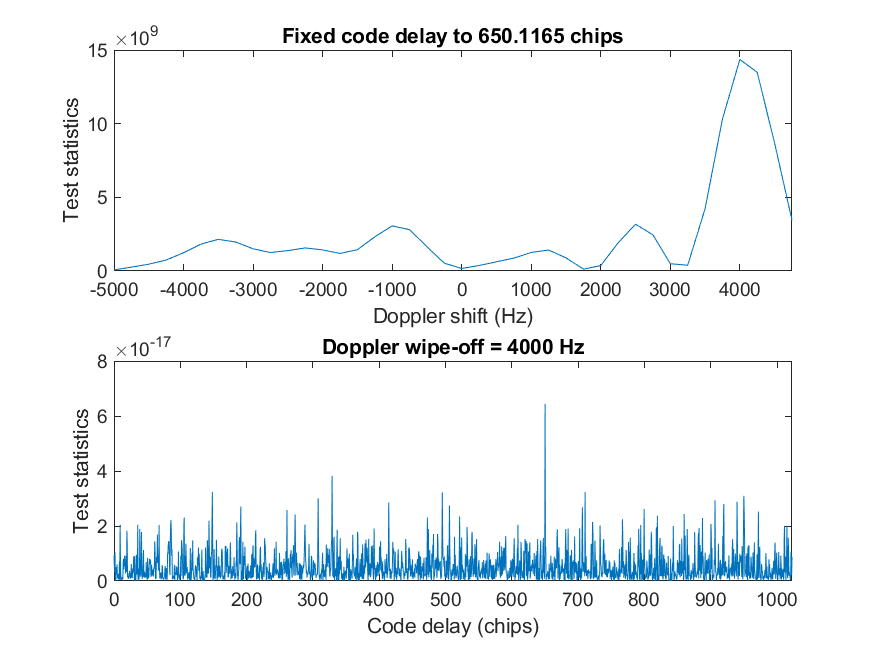 ×10^9
Fixed code delay to 650.1165 chips
15
10
5
0
Test statistics
-5000 -4000 -3000 -2000 -1000 0 1000 2000 3000 4000
Doppler shift (Hz)
×10^-17
Doppler wipe-off = 4000 Hz
8
6
4
2
0
Test statistics
0 100 200 300 400 500 600 700 800 900 1000
Code delay (chips)